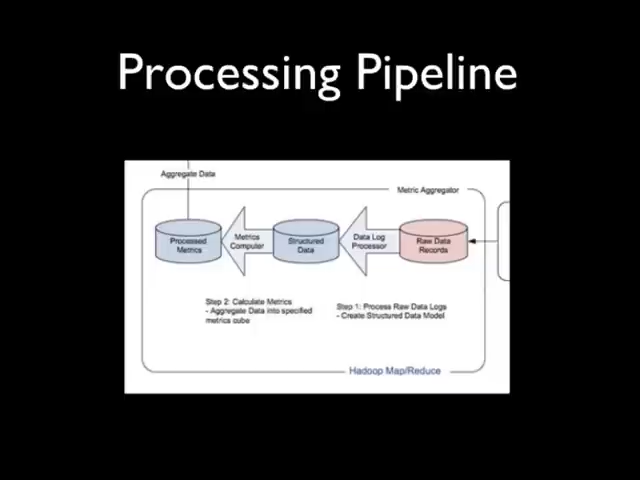 Processing Pipeline
Aggregate Data
Metric Aggregator
Processed
Metrics
Metrics
Computer
Structured
Data
Data Log
Processor
Raw Data
Records
Step 2: Calculate Metrics
- Aggregate Data into specified
metrics cube
Step 1: Process Raw Data Logs
- Create Structured Data Model
Hadoop Map/Reduce